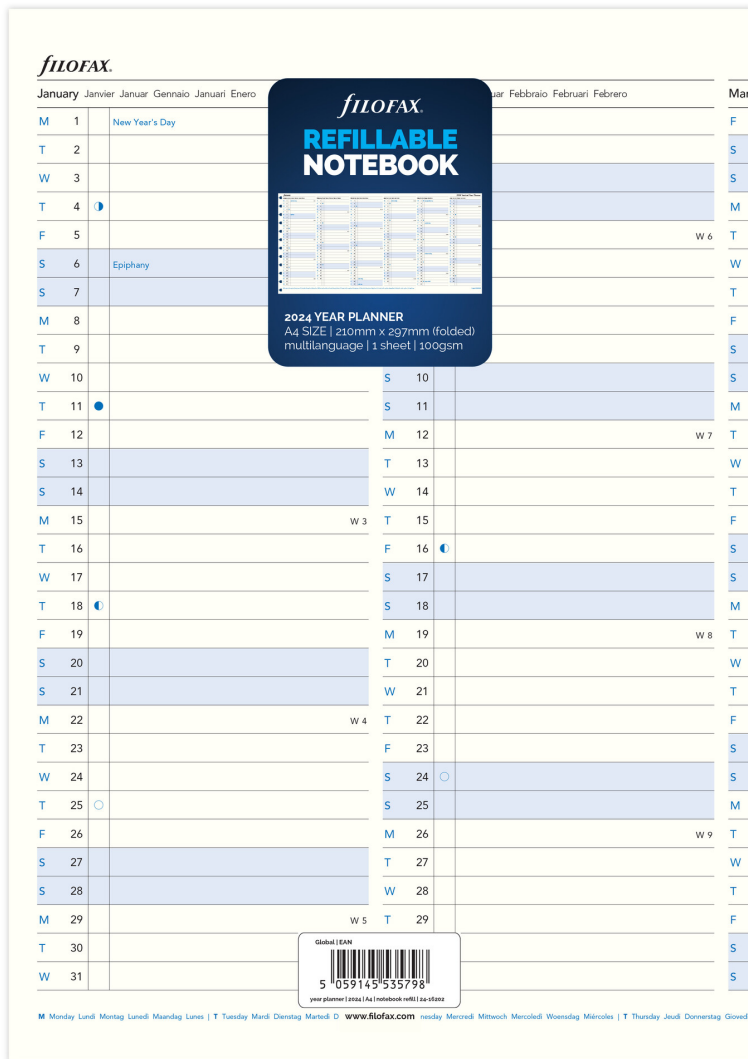 fILOFAX®
January Janvier Januar Gennaio Januari Enero
M 1 New Year's Day
T 2
W 3
T 4
F 5
S 6 Epiphany
S 7
M 8
T 9
W 10
T 11
F 12
S 13
S 14
M 15 W 3
T 16
W 17
T 18
F 19
S 20
S 21
M 22 W 4
T 23
W 24
T 25
F 26
S 27
S 28
M 29 W 5
T 30
W 31
fILOFAX®
REFILLABLE
NOTEBOOK
2024 YEAR PLANNER
A4 SIZE | 210mm x 297mm (folded)
multilanguage | 1 sheet | 100gsm
uar Febbraio Februari Febrero
W 6
S 10
S 11
M 12 W 7
T 13
W 14
T 15
F 16
S 17
S 18
M 19 W 8
T 20
W 21
T 22
F 23
S 24
S 25
M 26 W 9
T 27
W 28
T 29
Mar
F
S
S
M
T
W
T
F
S
S
M
T
W
T
F
S
S
M
T
W
T
F
S
S
M
T
W
T
F
S
S
Global | EAN
5 059145 535798
year planner | 2024 | A4 | notebook refill | 24-16202
M Monday Lundi Montag Lunedì Maandag Lunes | T Tuesday Mardi Dienstag Martedì D www.filofax.com nesday Mercredi Mittwoch Mercoledì Woensdag Miércoles | T Thursday Jeudi Donnerstag Gioved